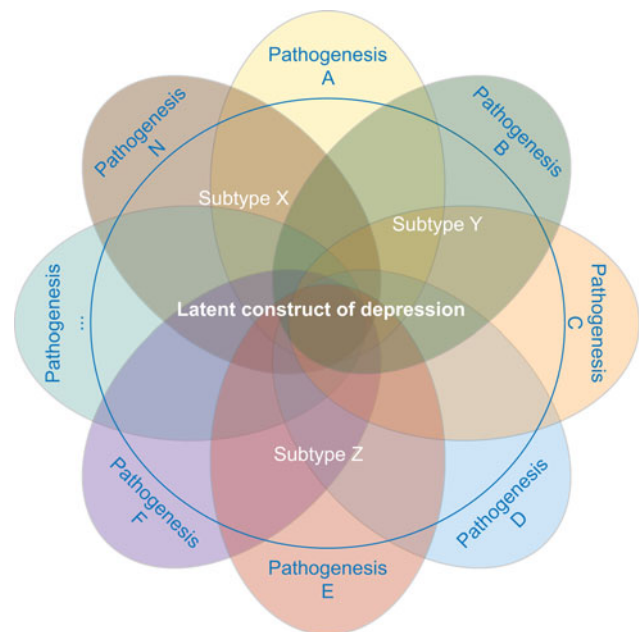 Pathogenesis
A
Pathogenesis
B
Pathogenesis
C
Pathogenesis
D
Pathogenesis
E
Pathogenesis
F
Pathogenesis
...
Pathogenesis
N
Subtype X
Subtype Y
Latent construct of depression
Subtype Z